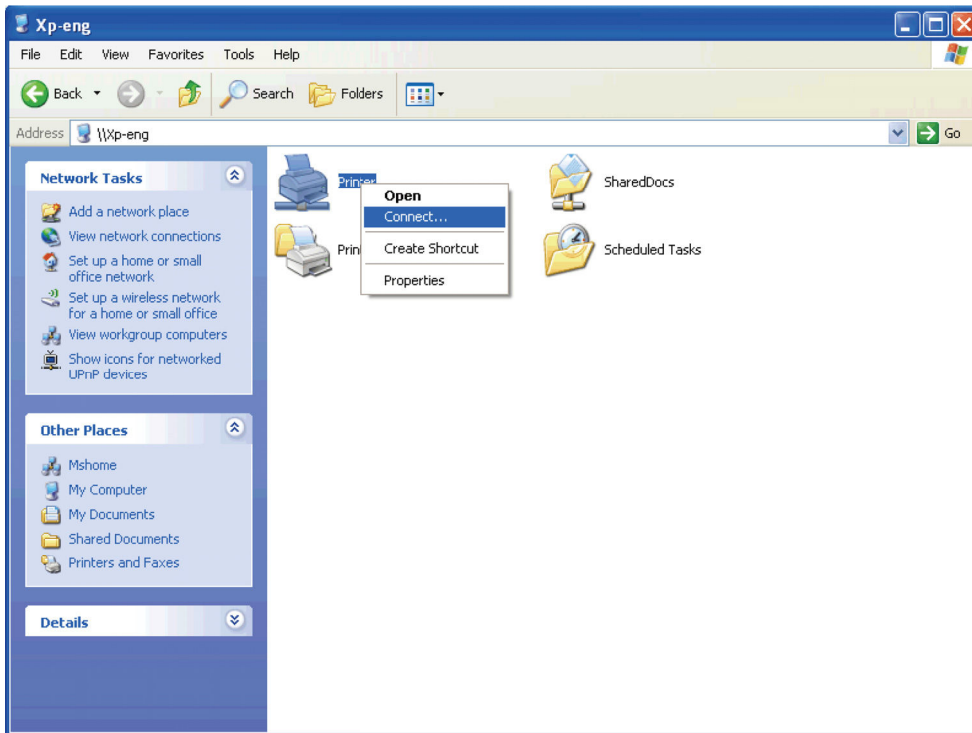 Xp-eng
File Edit View Favorites Tools Help
Back Search Folders
Address \\Xp-eng Go
Network Tasks
Add a network place
View network connections
Set up a home or small
office network
Set up a wireless network
for a home or small office
View workgroup computers
Show icons for networked
UPnP devices
Other Places
Mshome
My Computer
My Documents
Shared Documents
Printers and Faxes
Details
Printer
SharedDocs
Prin
Scheduled Tasks
Open
Connect...
Create Shortcut
Properties